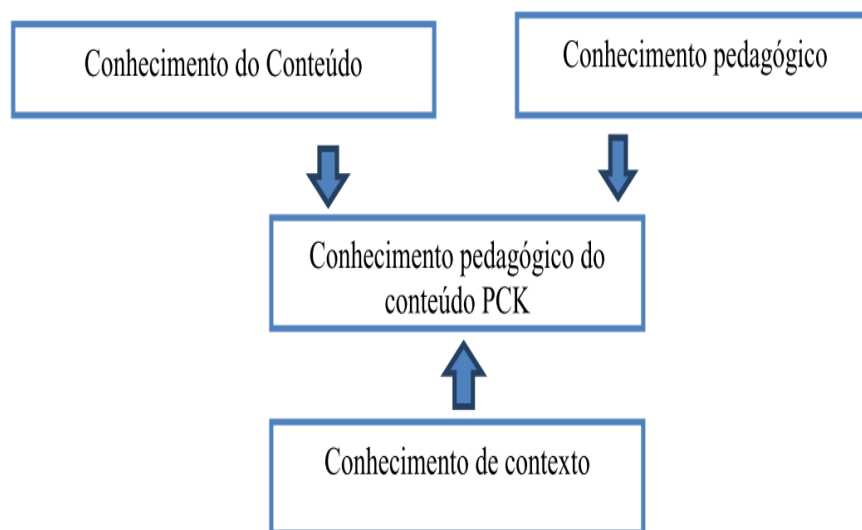 Conhecimento do Conteúdo
Conhecimento pedagógico
Conhecimento pedagógico do
conteúdo PCK
Conhecimento de contexto